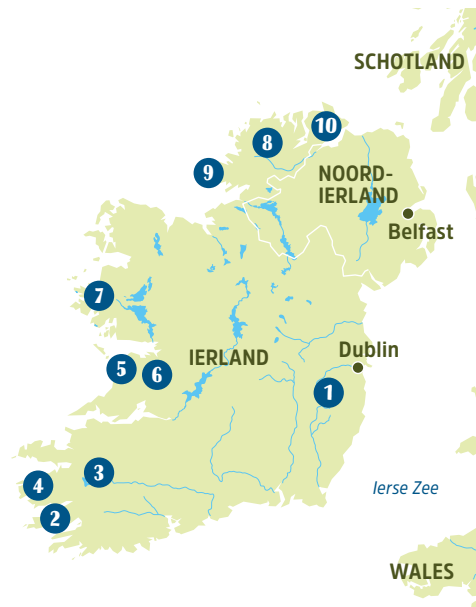 SCHOTLAND
10
8
9
NOORD-
IERLAND
Belfast
7
IERLAND
Dublin
5
6
1
3
4
2
Ierse Zee
WALES